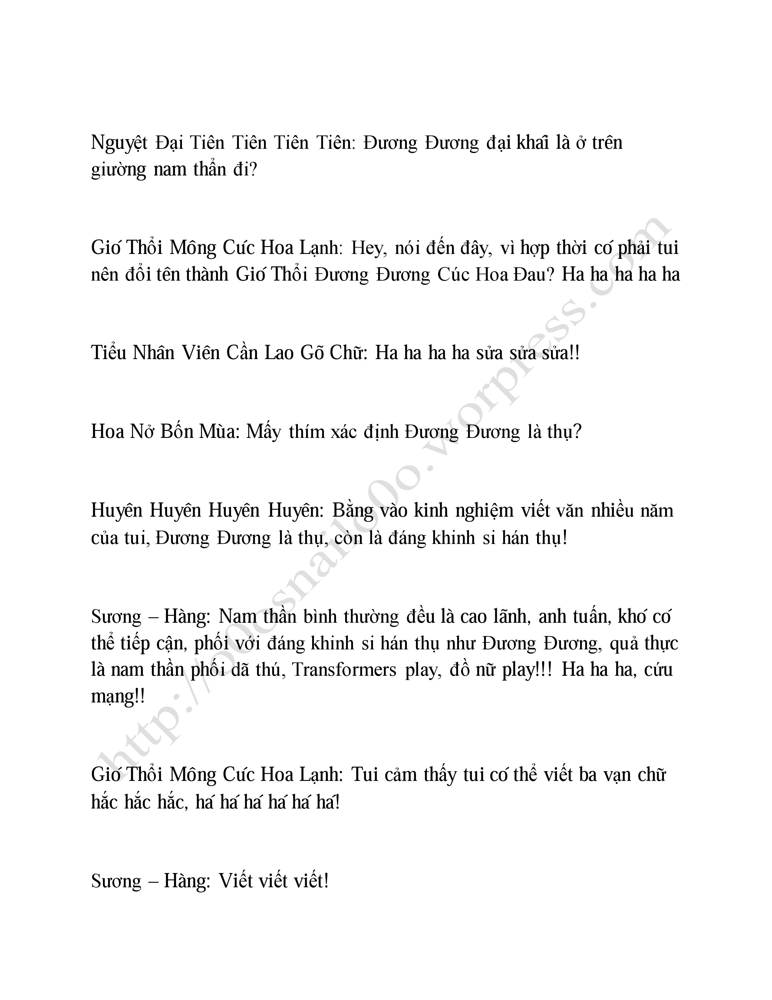 Nguyệt Đại Tiên Tiên Tiên Tiên: Đương Đương đại khái là ở trên
giường nam thẩn đi?
Gió Thổi Mông Cúc Hoa Lạnh: Hey, nói đến đây, vì hợp thời có phải tui
nên đổi tên thành Gió Thổi Đương Đương Cúc Hoa Đau? Ha ha ha ha ha
Tiểu Nhân Viên Cần Lao Gõ Chữ: Ha ha ha ha sửa sửa sửa!!
Hoa Nở Bốn Mùa: Mấy thím xác định Đương Đương là thụ?
Huyên Huyên Huyên Huyên: Bằng vào kinh nghiệm viết văn nhiều năm
của tui, Đương Đương là thụ, còn là đáng khinh si hán thụ!
Sương – Hàng: Nam thần bình thường đều là cao lãnh, anh tuấn, khó có
thể tiếp cận, phối với đáng khinh si hán thụ như Đương Đương, quả thực
là nam thần phối dã thú, Transformers play, đồ nữ play!!! Ha ha ha, cứu
mạng!!
Gió Thổi Mông Cúc Hoa Lạnh: Tui cảm thấy tui có thể viết ba vạn chữ
hắc hắc hắc, há há há há há há!
Sương – Hàng: Viết viết viết!
http://o0osnailo0o.worpress.com